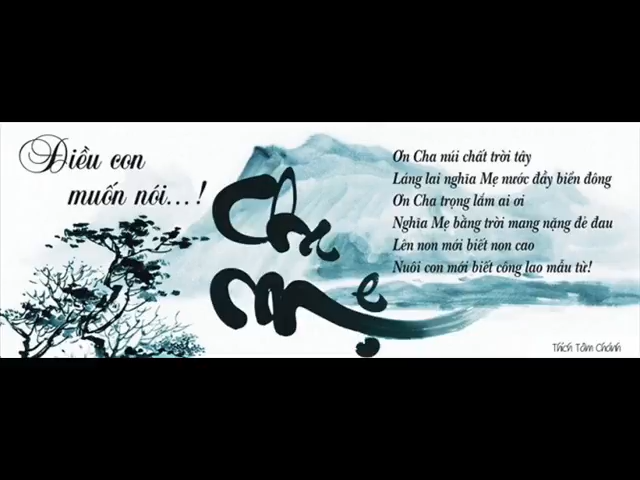 Điều con
muốn nói...!
Cha
Mẹ
Ơn Cha núi chất trời tây
Láng lai nghĩa Mẹ nước đầy biển đông
Ơn Cha trọng lắm ai ơi
Nghĩa Mẹ bằng trời mang nặng đẻ đau
Lên non mới biết non cao
Nuôi con mới biết công lao mẫu từ!
Thích Tâm Chánh